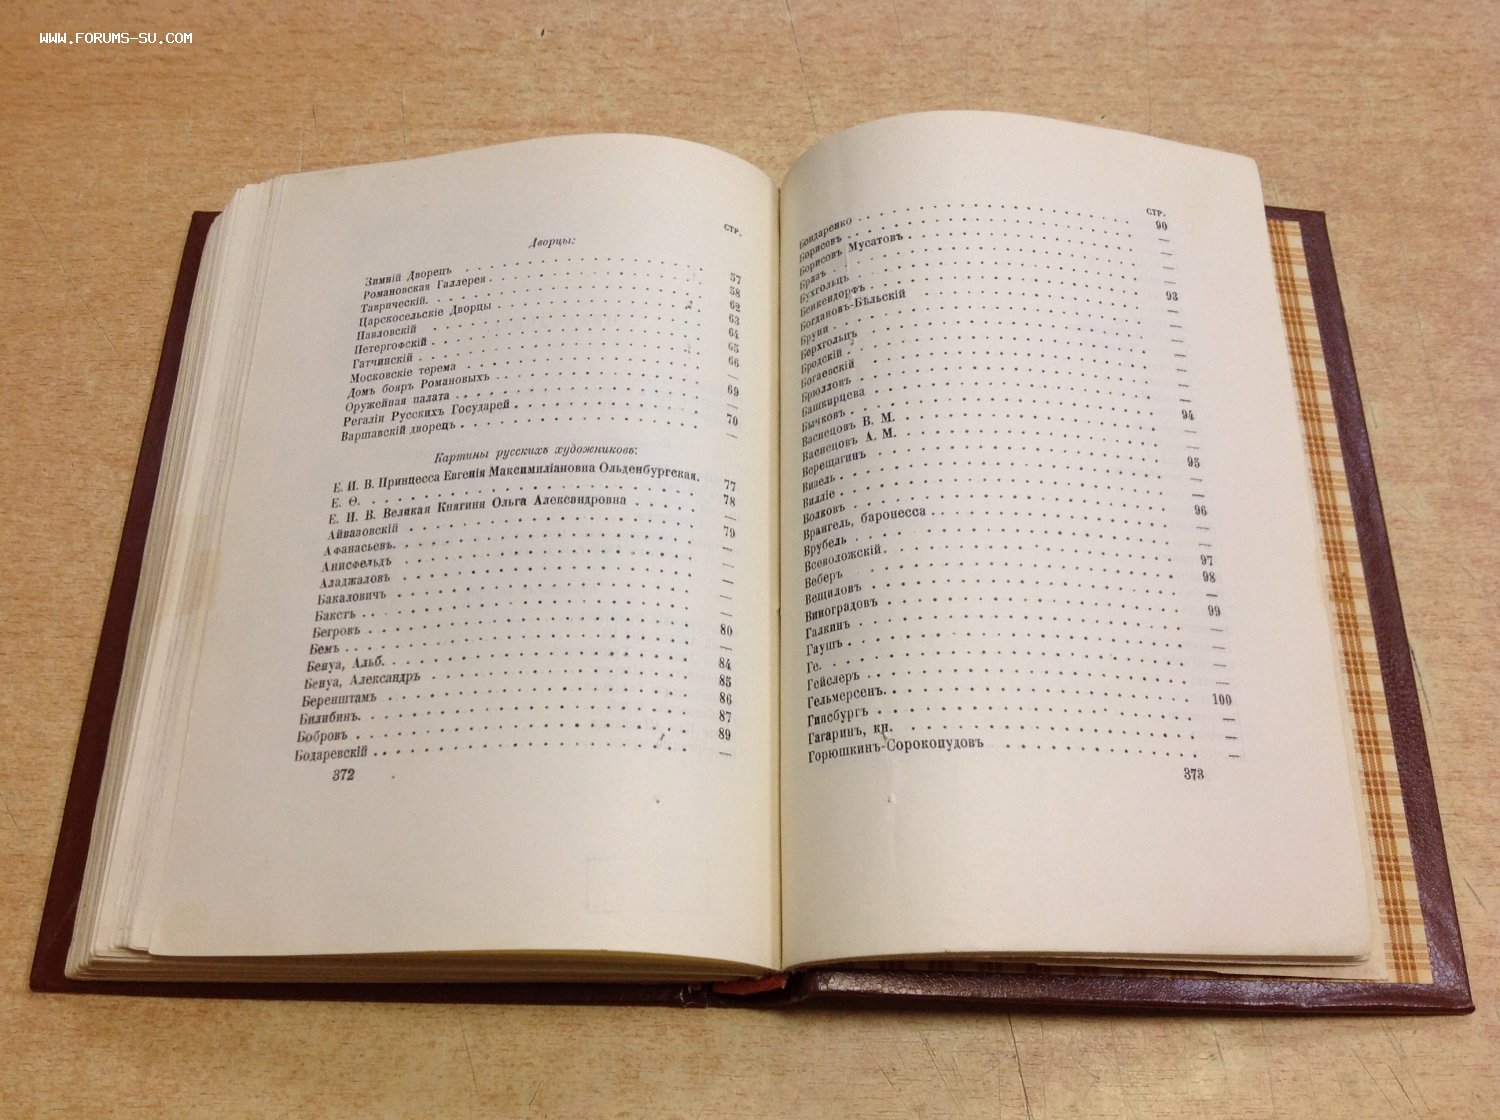 WWW.FORUMS-SU.COM
СТР.
Дворцы:
Зимній Дворецъ . . . 57
Романовская Галлерея . . . 58
Таврическій. . . . 62
Царскосельскіе Дворцы . . . 63
Павловскій . . . 64
Петергофскій . . . 65
Гатчинскій . . . 66
Московскіе терема . . . —
Домъ бояръ Романовыхъ . . . 69
Оружейная палата . . . —
Регаліи Русскихъ Государей . . . 70
Варшавскій дворецъ . . . —
Картины русскихъ художниковъ:
Е. И. В. Принцесса Евгенія Максимиліановна Ольденбургская. 77
Е. Ѳ. . . . 78
Е. И. В. Великая Княгиня Ольга Александровна . . . —
Айвазовскій . . . 79
Афанасьевъ. . . . —
Анисфельдъ . . . —
Аладжаловъ . . . —
Бакаловичъ . . . —
Бакстъ . . . —
Бегровъ . . . 80
Бемъ . . . —
Бенуа, Альб. . . . 84
Бенуа, Александръ . . . 85
Беренштамъ . . . 86
Билибинъ. . . . 87
Бобровъ . . . 89
Бодаревскій . . . —
372
СТР.
Бондаренко . . . 90
Борисовъ . . . —
Борисовъ Мусатовъ . . . —
Бразъ . . . —
Бухгольцъ . . . —
Бенкендорфъ . . . 93
Богдановъ-Бѣльскій . . . —
Бруни . . . —
Берхгольцъ . . . —
Бродскій . . . —
Богаевскій . . . —
Брюлловъ . . . —
Башкирцева . . . —
Бычковъ . . . 94
Васнецовъ В. М. . . . —
Васнецовъ А. М. . . . —
Верещагинъ . . . 95
Визель . . . —
Вилліе . . . —
Волковъ . . . 96
Врангель, баронесса . . . —
Врубель . . . —
Всеволожскій. . . . 97
Веберъ . . . 98
Вещиловъ . . . —
Виноградовъ . . . 99
Галкинъ . . . —
Гаушъ . . . —
Ге. . . . —
Гейслеръ . . . —
Гельмерсенъ. . . . 100
Гинсбургъ . . . —
Гагаринъ, кн. . . . —
Горюшкинъ-Сорокопудовъ . . . —
373